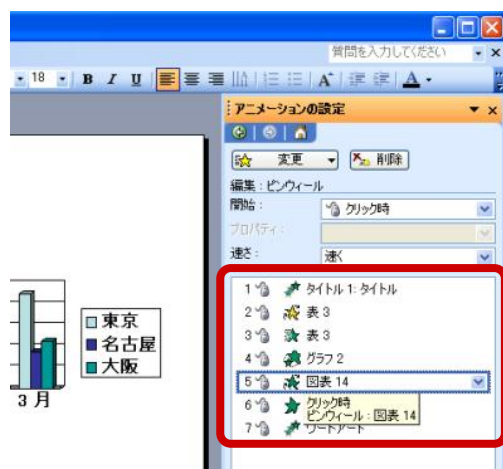 質問を入力してください
18 B I U A A
アニメーションの設定
変更 削除
編集：ピンウィール
開始： クリック時
プロパティ：
速さ： 速く
1 タイトル 1: タイトル
2 表 3
3 表 3
4 グラフ 2
5 図表 14
6 クリック時
ピンウィール：図表 14
7 ワードアート
東京
名古屋
大阪
3 月